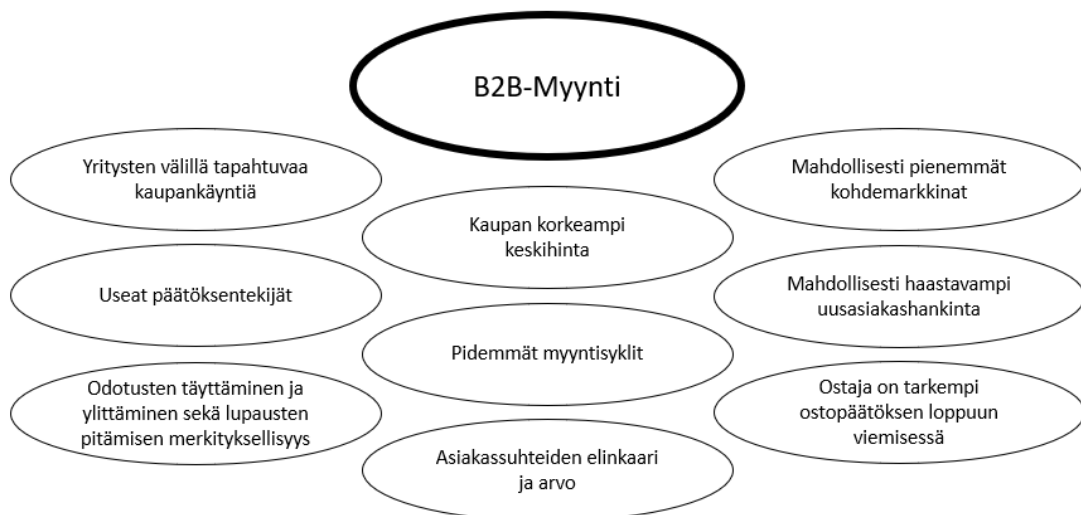 B2B-Myynti
Yritysten välillä tapahtuvaa
kaupankäyntiä
Mahdollisesti pienemmät
kohdemarkkinat
Kaupan korkeampi
keskihinta
Useat päätöksentekijät
Mahdollisesti haastavampi
uusasiakashankinta
Pidemmät myyntisyklit
Odotusten täyttäminen ja
ylittäminen sekä lupausten
pitämisen merkityksellisyys
Ostaja on tarkempi
ostopäätöksen loppuun
viemisessä
Asiakassuhteiden elinkaari
ja arvo